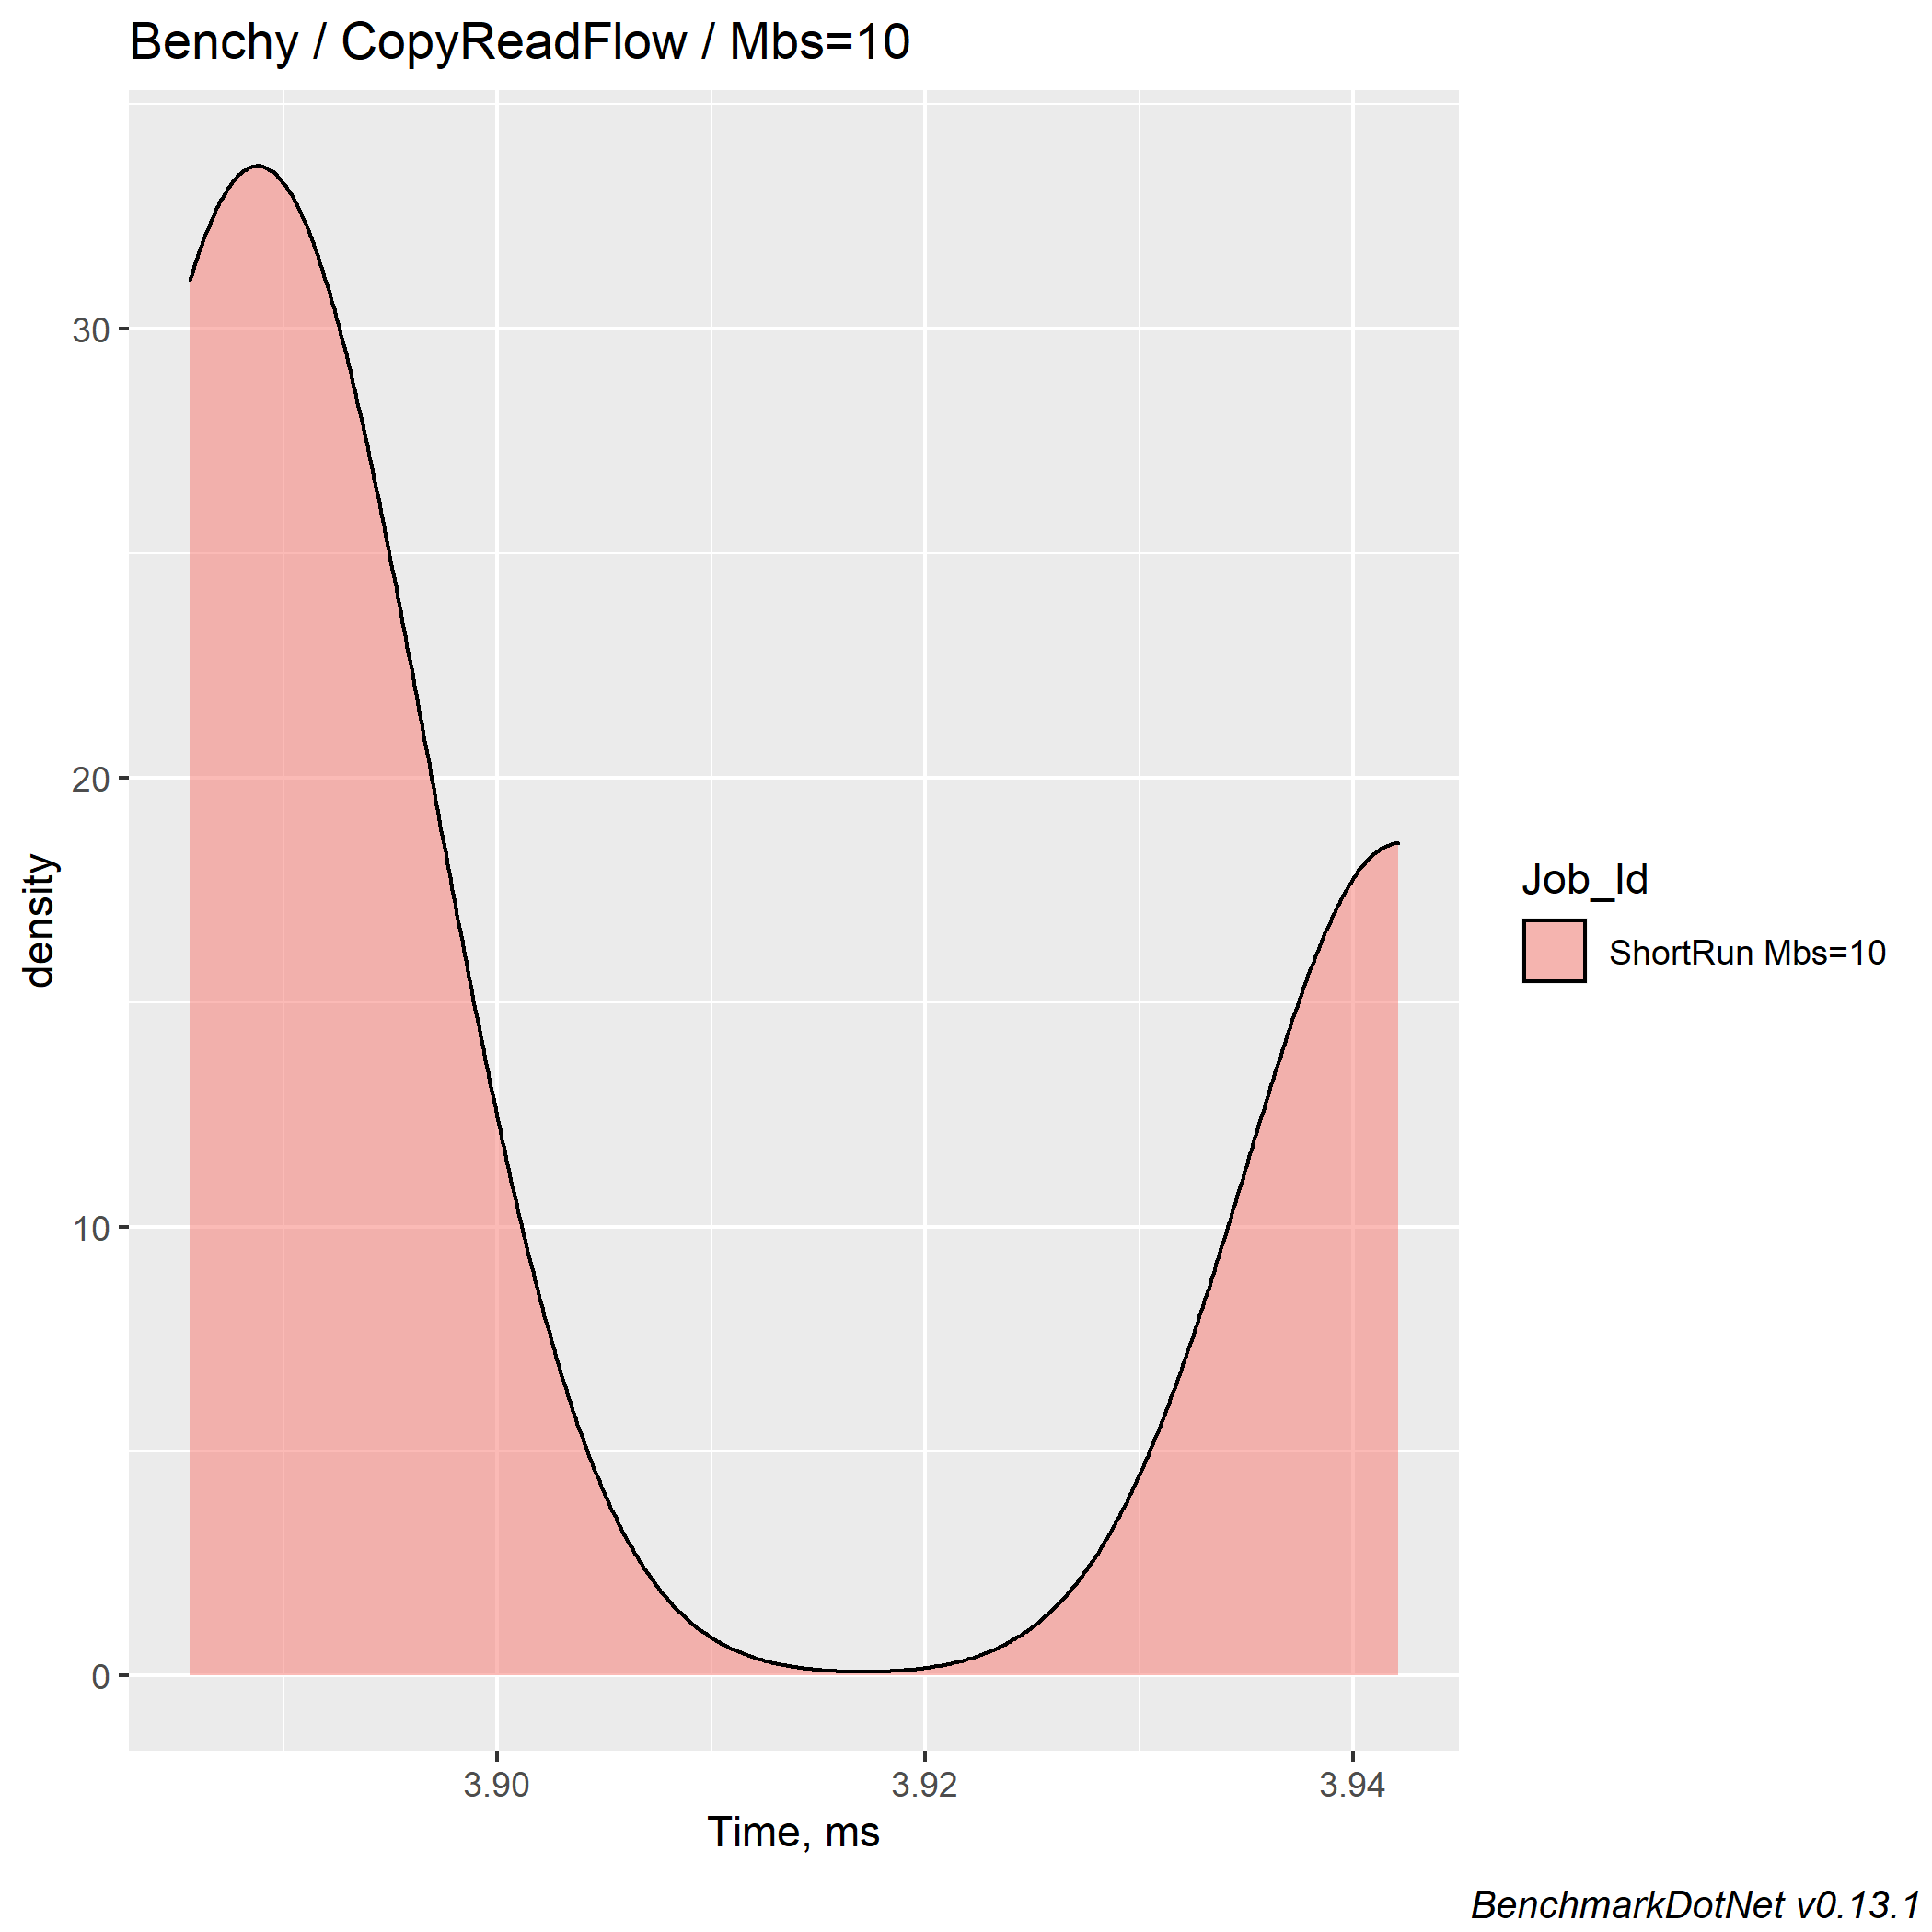 Benchy / CopyReadFlow / Mbs=10
30
20
10
0
density
3.90
3.92
3.94
Time, ms
Job_Id
ShortRun Mbs=10
BenchmarkDotNet v0.13.1